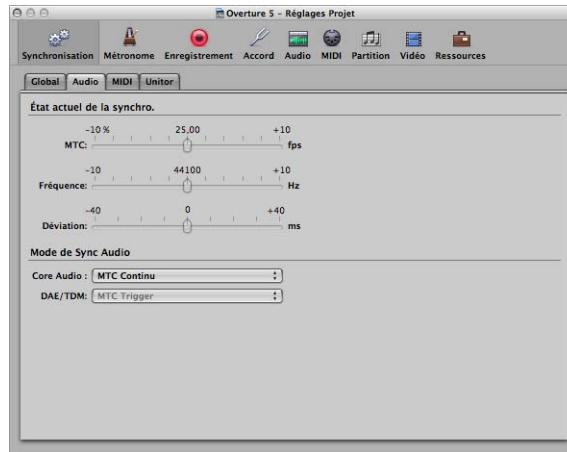 Overture 5 - Réglages Projet
Synchronisation Métronome Enregistrement Accord Audio MIDI Partition Vidéo Ressources
Global Audio MIDI Unitor
État actuel de la synchro.
-10 % 25,00 +10
MTC: fps
-10 44100 +10
Fréquence: Hz
-40 0 +40
Déviation: ms
Mode de Sync Audio
Core Audio : MTC Continu
DAE/TDM: MTC Trigger